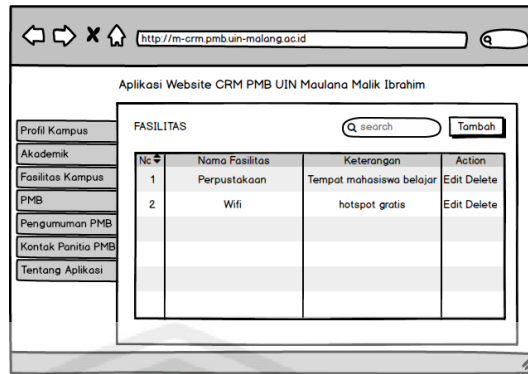 http://m-crm.pmb.uin-malang.ac.id
Aplikasi Website CRM PMB UIN Maulana Malik Ibrahim
Profil Kampus
Akademik
Fasilitas Kampus
PMB
Pengumuman PMB
Kontak Panitia PMB
Tentang Aplikasi
FASILITAS search Tambah
No Nama Fasilitas Keterangan Action
1 Perpustakaan Tempat mahasiswa belajar Edit Delete
2 Wifi hotspot gratis Edit Delete